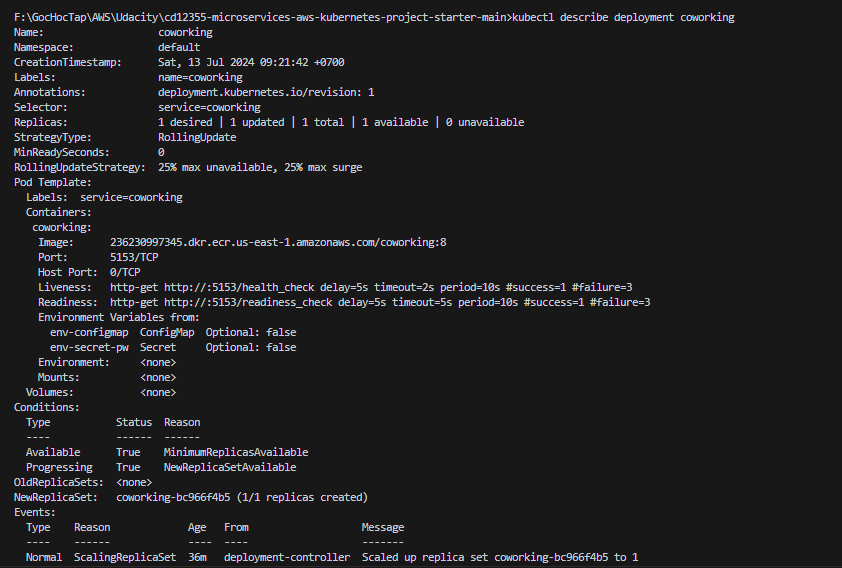 F:\GocHocTap\AWS\Udacity\cd12355-microservices-aws-kubernetes-project-starter-main>kubectl describe deployment coworking
Name:                   coworking
Namespace:              default
CreationTimestamp:      Sat, 13 Jul 2024 09:21:42 +0700
Labels:                 name=coworking
Annotations:            deployment.kubernetes.io/revision: 1
Selector:               service=coworking
Replicas:               1 desired | 1 updated | 1 total | 1 available | 0 unavailable
StrategyType:           RollingUpdate
MinReadySeconds:        0
RollingUpdateStrategy:  25% max unavailable, 25% max surge
Pod Template:
  Labels:  service=coworking
  Containers:
   coworking:
    Image:      236230997345.dkr.ecr.us-east-1.amazonaws.com/coworking:8
    Port:       5153/TCP
    Host Port:  0/TCP
    Liveness:   http-get http://:5153/health_check delay=5s timeout=2s period=10s #success=1 #failure=3
    Readiness:  http-get http://:5153/readiness_check delay=5s timeout=5s period=10s #success=1 #failure=3
    Environment Variables from:
      env-configmap  ConfigMap  Optional: false
      env-secret-pw  Secret     Optional: false
    Environment:     <none>
    Mounts:          <none>
  Volumes:           <none>
Conditions:
  Type           Status  Reason
  ----           ------  ------
  Available      True    MinimumReplicasAvailable
  Progressing    True    NewReplicaSetAvailable
OldReplicaSets:  <none>
NewReplicaSet:   coworking-bc966f4b5 (1/1 replicas created)
Events:
  Type    Reason             Age   From                   Message
  ----    ------             ----  ----                   -------
  Normal  ScalingReplicaSet  36m   deployment-controller  Scaled up replica set coworking-bc966f4b5 to 1